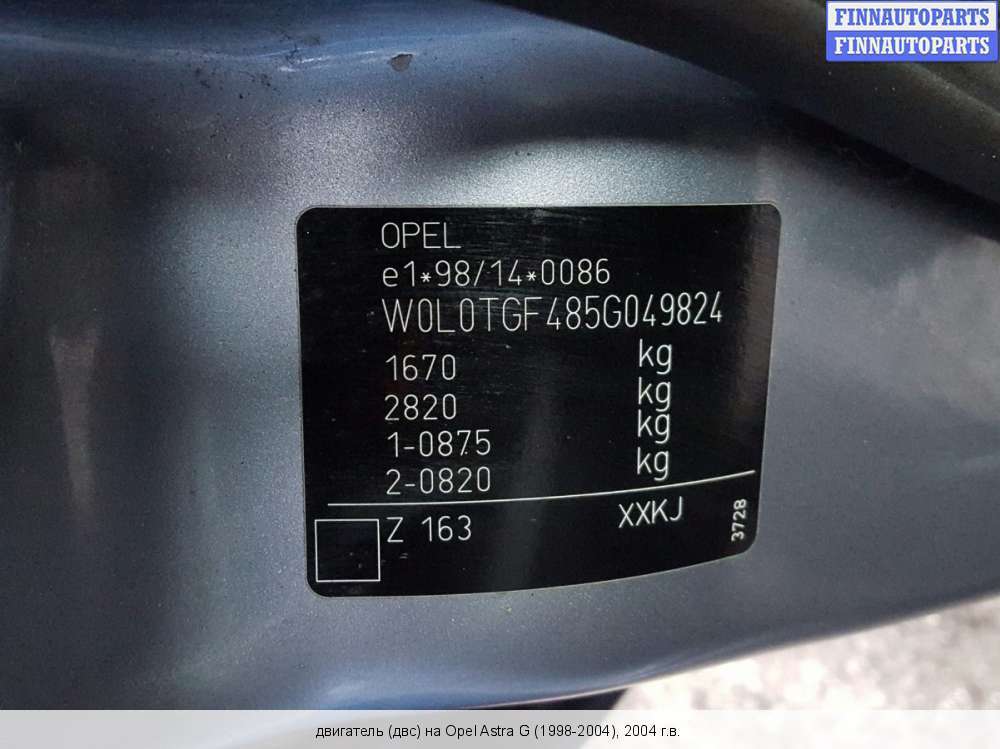 FINNAUTOPARTS
FINNAUTOPARTS
OPEL
e1*98/14*0086
W0L0TGF485G049824
1670 kg
2820 kg
1-0875 kg
2-0820 kg
Z 163 XXKJ
3728
двигатель (двс) на Opel Astra G (1998-2004), 2004 г.в.